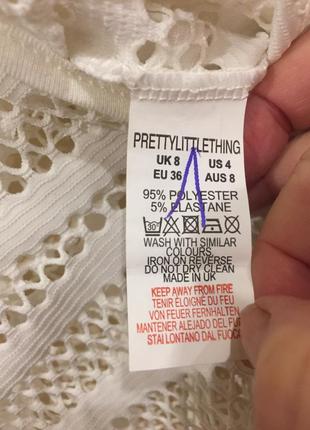 PRETTYLITTLETHING
UK 8 US 4
EU 36 AUS 8
95% POLYESTER
5% ELASTANE
30°
WASH WITH SIMILAR
COLOURS
IRON ON REVERSE
DO NOT DRY CLEAN
MADE IN UK
KEEP AWAY FROM FIRE
TENIR ÉLOIGNÉ DU FEU
VON FEUER FERNHALTEN
MANTENER ALEJADO DEL
STAI LONTANO DAL FUOCO